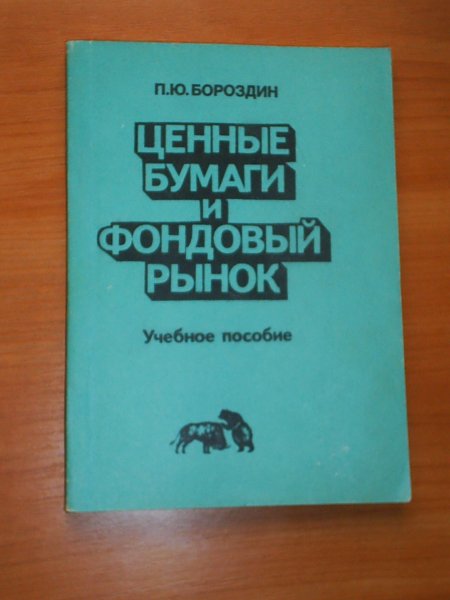 П.Ю.БОРОЗДИН
ЦЕННЫЕ
БУМАГИ
И
ФОНДОВЫЙ
РЫНОК
Учебное пособие